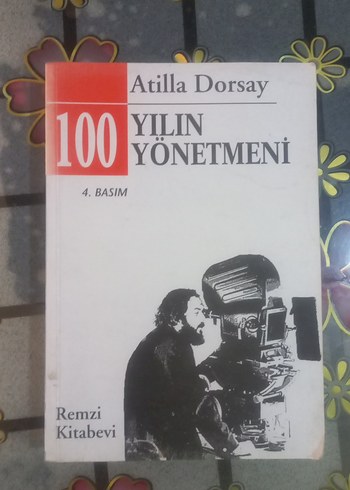 Atilla Dorsay
100 YILIN
YÖNETMENİ
4. BASIM
Remzi
Kitabevi